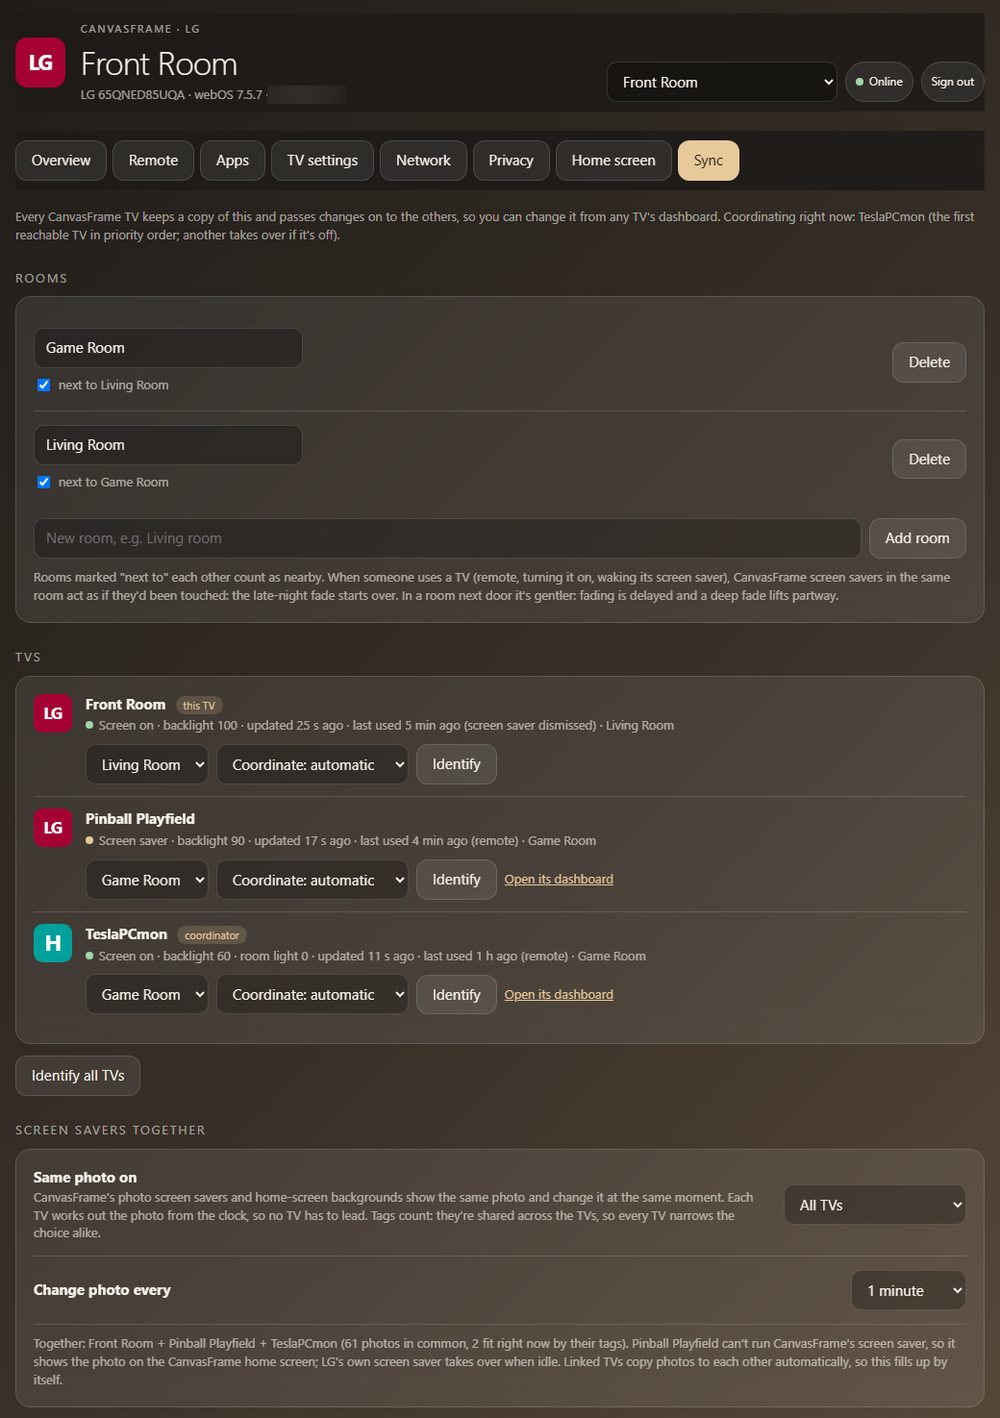 CANVASFRAME · LG
LG
Front Room
LG 65QNED85UQA · webOS 7.5.7 ·
Front Room
Online
Sign out
Overview
Remote
Apps
TV settings
Network
Privacy
Home screen
Sync
Every CanvasFrame TV keeps a copy of this and passes changes on to the others, so you can change it from any TV's dashboard. Coordinating right now: TeslaPCmon (the first
reachable TV in priority order; another takes over if it's off).
ROOMS
Game Room
Delete
next to Living Room
Living Room
Delete
next to Game Room
New room, e.g. Living room
Add room
Rooms marked "next to" each other count as nearby. When someone uses a TV (remote, turning it on, waking its screen saver), CanvasFrame screen savers in the same
room act as if they'd been touched: the late-night fade starts over. In a room next door it's gentler: fading is delayed and a deep fade lifts partway.
TVS
LG
Front Room
this TV
Screen on · backlight 100 · updated 25 s ago · last used 5 min ago (screen saver dismissed) · Living Room
Living Room
Coordinate: automatic
Identify
LG
Pinball Playfield
Screen saver · backlight 90 · updated 17 s ago · last used 4 min ago (remote) · Game Room
Game Room
Coordinate: automatic
Identify
Open its dashboard
H
TeslaPCmon
coordinator
Screen on · backlight 60 · room light 0 · updated 11 s ago · last used 1 h ago (remote) · Game Room
Game Room
Coordinate: automatic
Identify
Open its dashboard
Identify all TVs
SCREEN SAVERS TOGETHER
Same photo on
CanvasFrame's photo screen savers and home-screen backgrounds show the same photo and change it at the same moment. Each
TV works out the photo from the clock, so no TV has to lead. Tags count: they're shared across the TVs, so every TV narrows the
choice alike.
All TVs
Change photo every
1 minute
Together: Front Room + Pinball Playfield + TeslaPCmon (61 photos in common, 2 fit right now by their tags). Pinball Playfield can't run CanvasFrame's screen saver, so it
shows the photo on the CanvasFrame home screen; LG's own screen saver takes over when idle. Linked TVs copy photos to each other automatically, so this fills up by
itself.